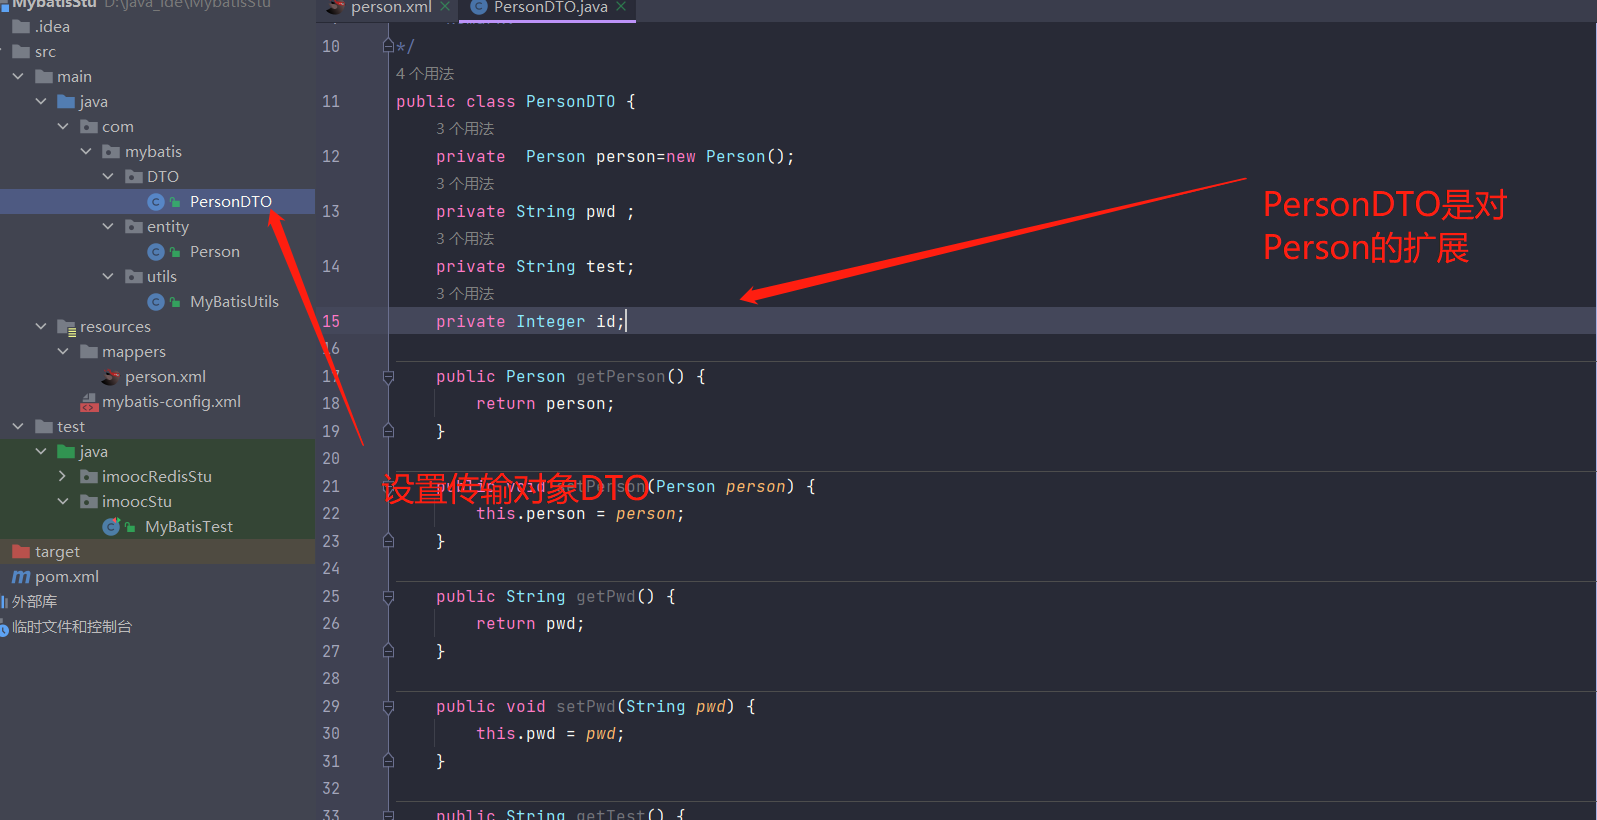 MybatisStu D:\java_ide\MybatisStu
.idea
src
main
java
com
mybatis
DTO
PersonDTO
entity
Person
utils
MyBatisUtils
resources
mappers
person.xml
mybatis-config.xml
test
java
imoocRedisStu
imoocStu
MyBatisTest
target
pom.xml
外部库
临时文件和控制台
person.xml
PersonDTO.java
10 */
4 个用法
11 public class PersonDTO {
3 个用法
12 private Person person=new Person();
3 个用法
13 private String pwd ;
3 个用法
14 private String test;
3 个用法
15 private Integer id;
16
17 public Person getPerson() {
18 return person;
19 }
20
21 public void setPerson(Person person) {
22 this.person = person;
23 }
24
25 public String getPwd() {
26 return pwd;
27 }
28
29 public void setPwd(String pwd) {
30 this.pwd = pwd;
31 }
32
33 public String getTest() {
PersonDTO是对
Person的扩展
设置传输对象DTO